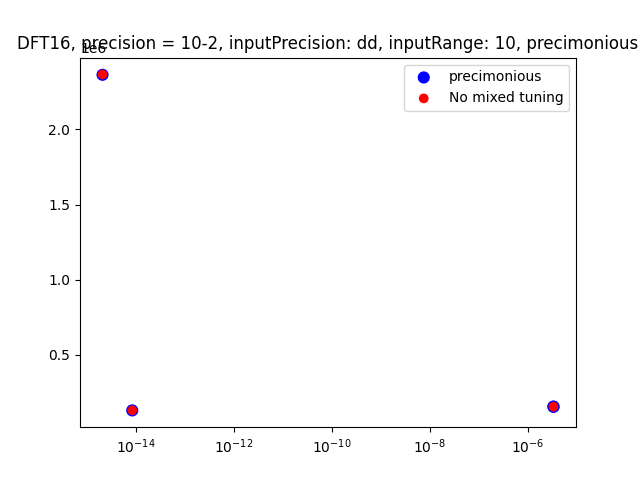 DFT16, precision = 10-2, inputPrecision: dd, inputRange: 10, precimonious
1e6
precimonious
No mixed tuning
2.0
1.5
1.0
0.5
10⁻¹⁴ 10⁻¹² 10⁻¹⁰ 10⁻⁸ 10⁻⁶